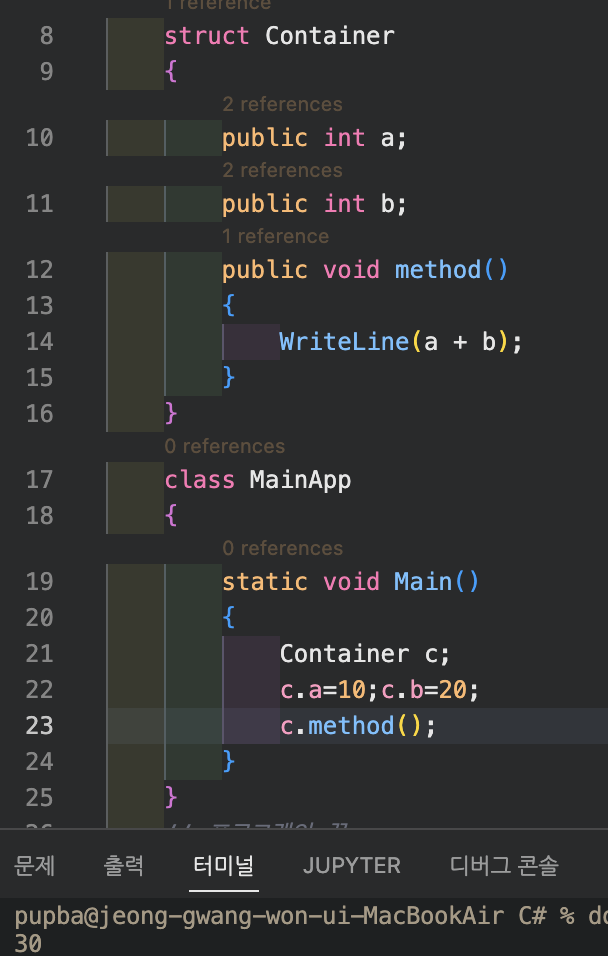 1 reference
8 struct Container
9 {
2 references
10 public int a;
2 references
11 public int b;
1 reference
12 public void method()
13 {
14 WriteLine(a + b);
15 }
16 }
0 references
17 class MainApp
18 {
0 references
19 static void Main()
20 {
21 Container c;
22 c.a=10;c.b=20;
23 c.method();
24 }
25 }
문제 출력 터미널 JUPYTER 디버그 콘솔
pupba@jeong-gwang-won-ui-MacBookAir C# %
30